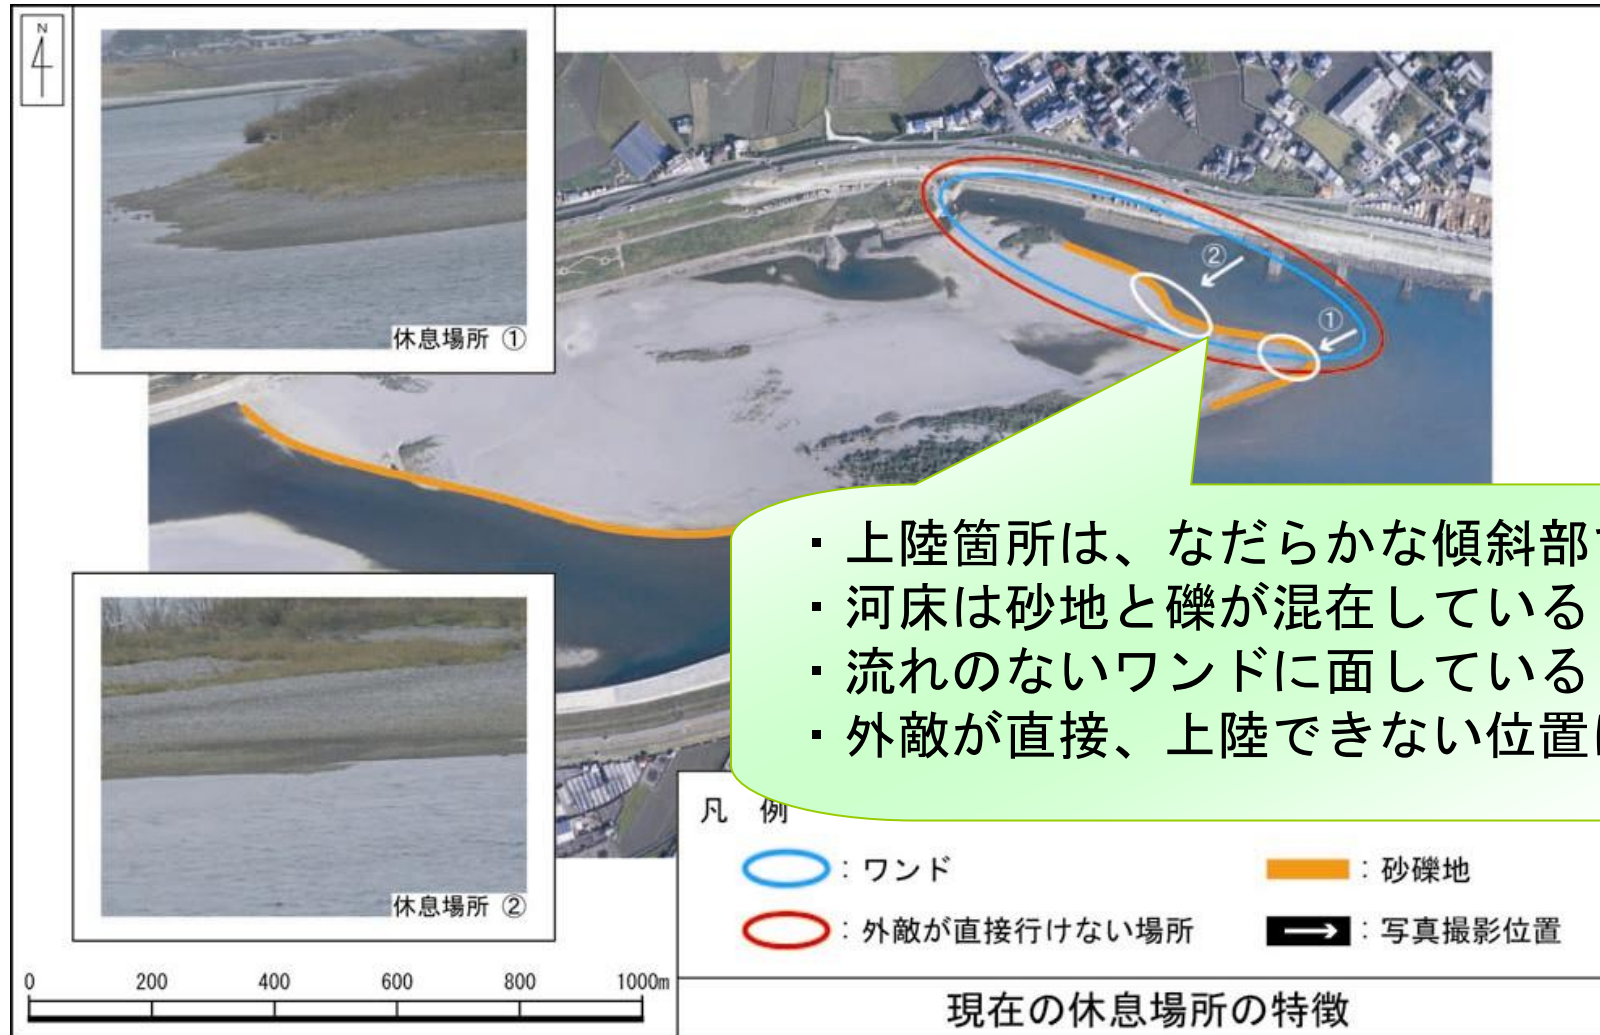 N
休息場所 ①
②
①
・上陸箇所は、なだらかな傾斜部
・河床は砂地と礫が混在している
・流れのないワンドに面している
・外敵が直接、上陸できない位置
休息場所 ②
凡 例
：ワンド
：砂礫地
：外敵が直接行けない場所
：写真撮影位置
0 200 400 600 800 1000m
現在の休息場所の特徴